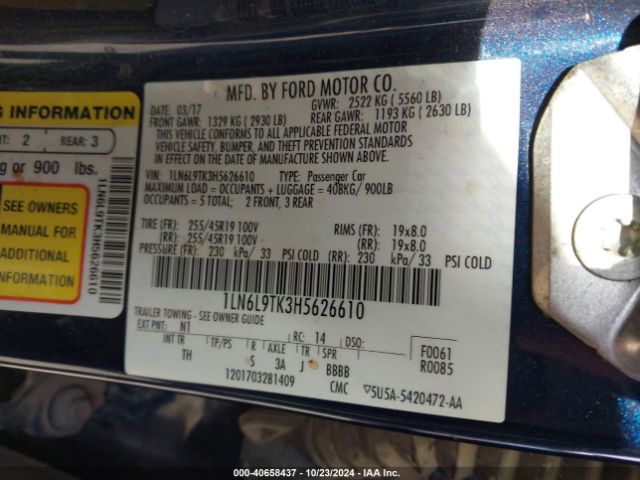 G INFORMATION
NT: 2 REAR: 3
g or 900 lbs.
SEE OWNERS
MANUAL FOR
ADDITIONAL
INFORMATION
1LN6L9TK3H5626610
MFD. BY FORD MOTOR CO.
DATE: 03/17 GVWR: 2522 KG ( 5560 LB)
FRONT GAWR: 1329 KG ( 2930 LB) REAR GAWR: 1193 KG ( 2630 LB)
THIS VEHICLE CONFORMS TO ALL APPLICABLE FEDERAL MOTOR
VEHICLE SAFETY, BUMPER, AND THEFT PREVENTION STANDARDS
IN EFFECT ON THE DATE OF MANUFACTURE SHOWN ABOVE.
VIN: 1LN6L9TK3H5626610 TYPE: Passenger Car
MAXIMUM LOAD = OCCUPANTS + LUGGAGE = 408KG/ 900LB
OCCUPANTS = 5 TOTAL; 2 FRONT, 3 REAR
TIRE (FR): 255/45R19 100V RIMS (FR): 19x8.0
(RR): 255/45R19 100V (RR): 19x8.0
PRESSURE (FR): 230 kPa/ 33 PSI COLD (RR): 230 kPa/ 33 PSI COLD
1LN6L9TK3H5626610
TRAILER TOWING - SEE OWNER GUIDE
EXT PNT: N1 RC: 14 DSO: F0061
INT TR TP/PS R AXLE TR SPR R0085
TH S 3A J BBBB
1201703281409 CMC ▽5U5A-5420472-AA
000-40658437 - 10/23/2024 - IAA Inc.